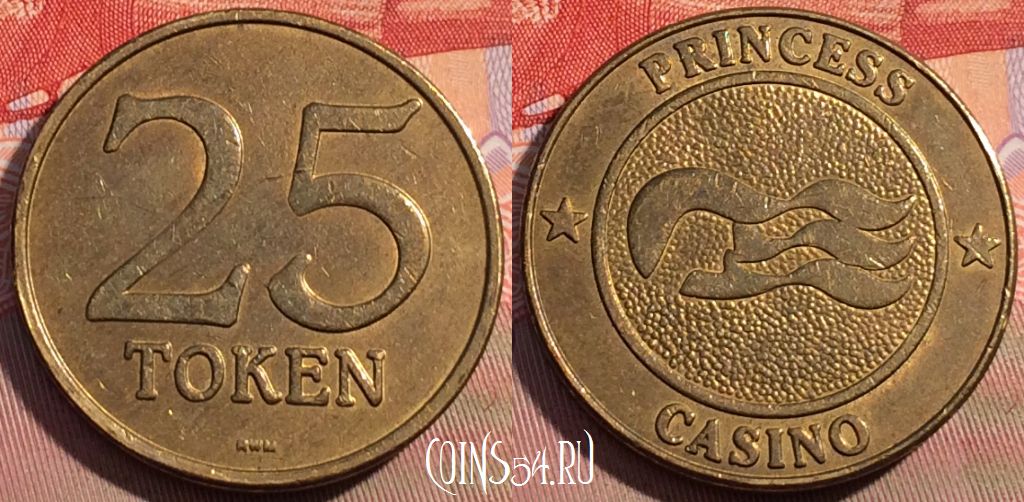 25
TOKEN
PRINCESS
CASINO
COINS54.RU